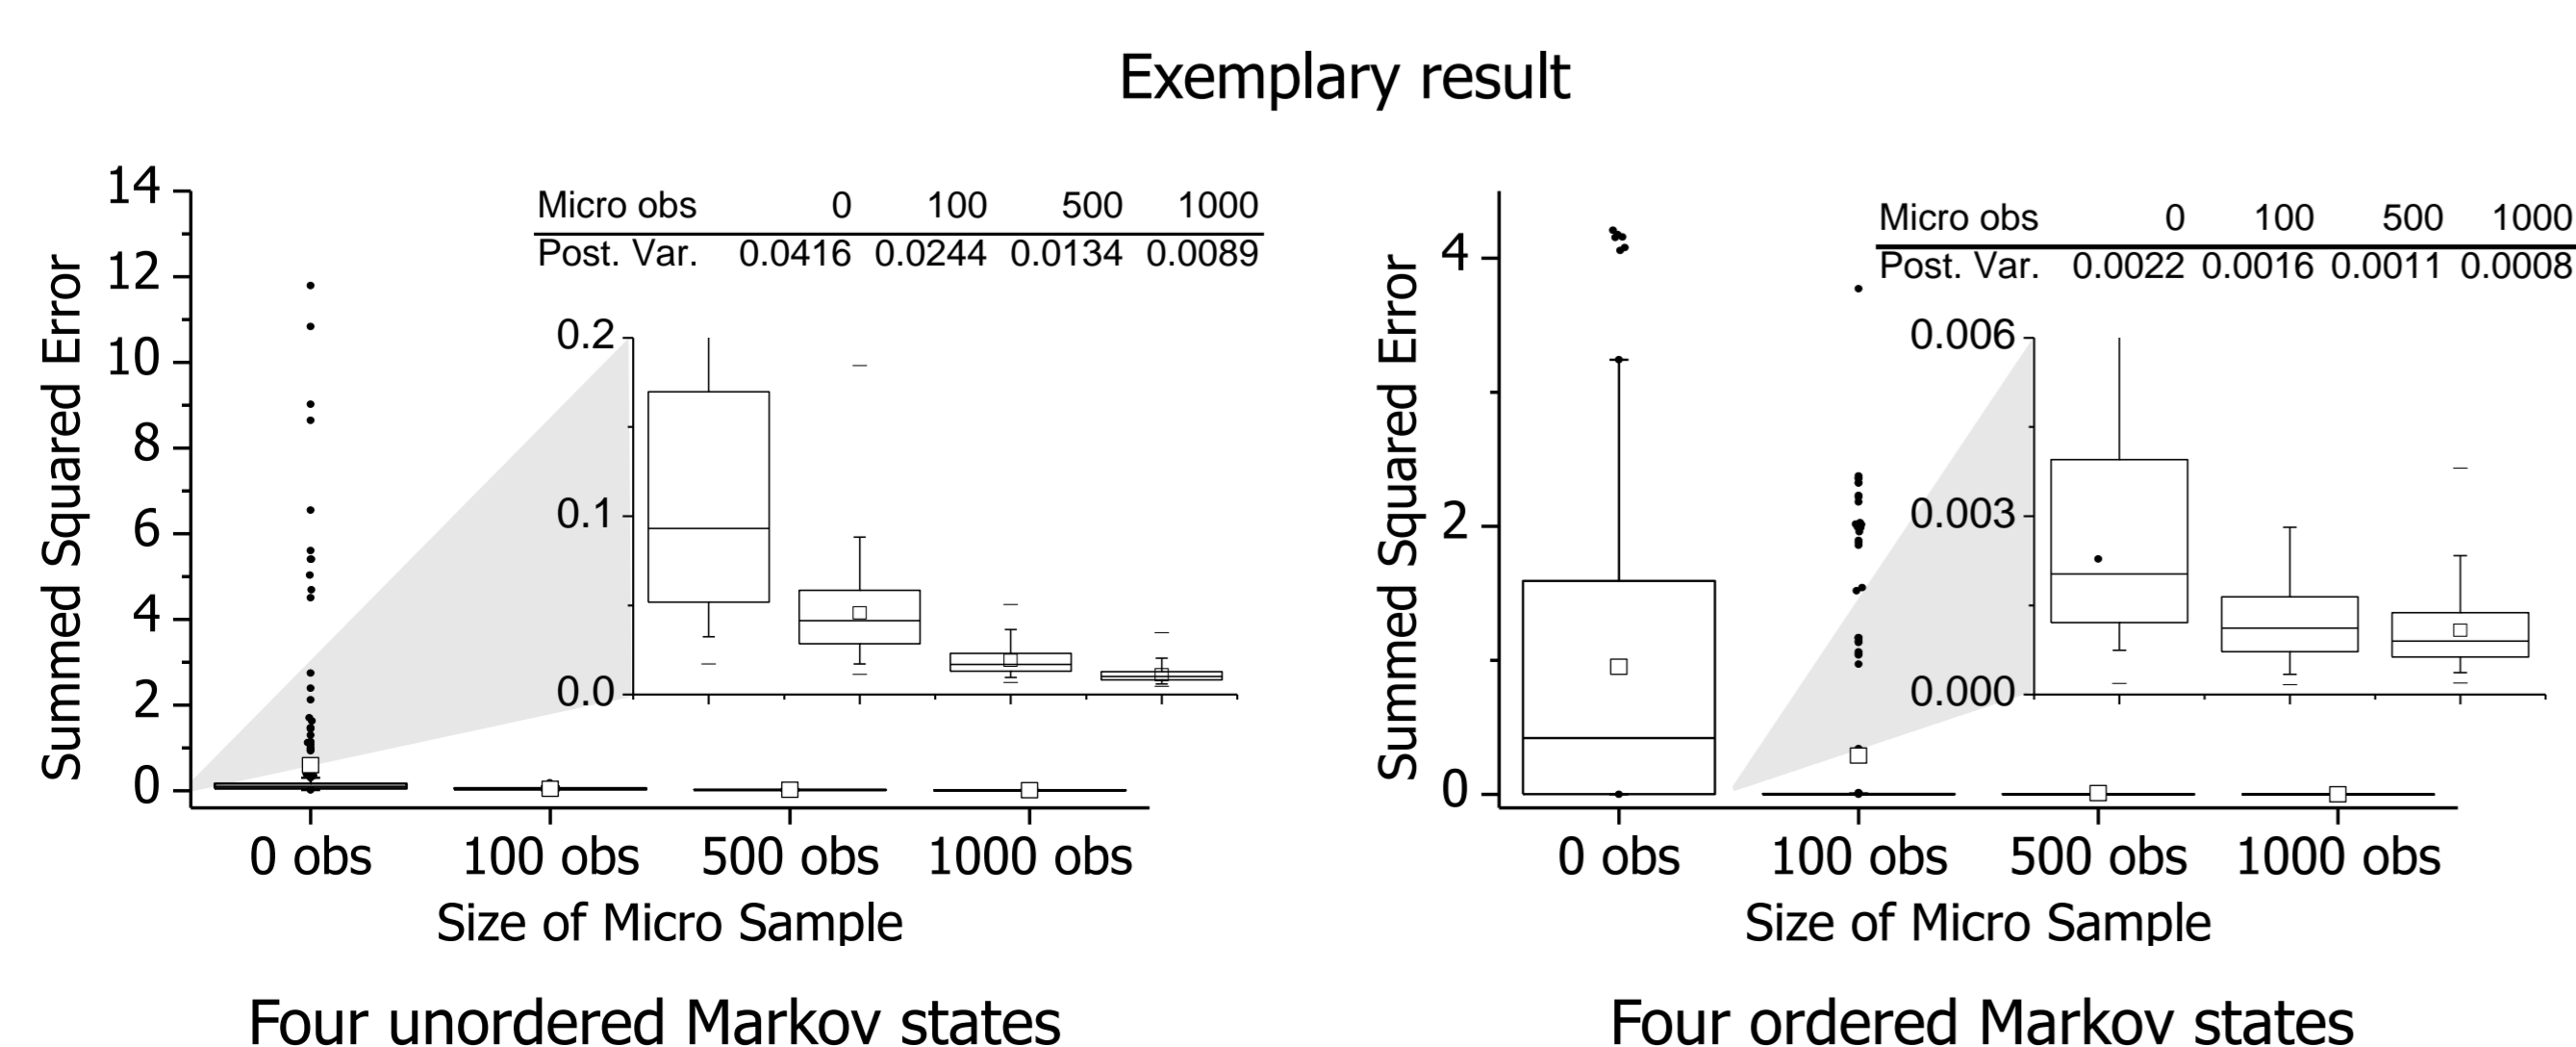 Exemplary result
Micro obs 0 100 500 1000
Post. Var. 0.0416 0.0244 0.0134 0.0089
14
12
10
8
6
4
2
0
Summed Squared Error
0.2
0.1
0.0
0 obs 100 obs 500 obs 1000 obs
Size of Micro Sample
Four unordered Markov states
Micro obs 0 100 500 1000
Post. Var. 0.0022 0.0016 0.0011 0.0008
4
2
0
Summed Squared Error
0.006
0.003
0.000
0 obs 100 obs 500 obs 1000 obs
Size of Micro Sample
Four ordered Markov states